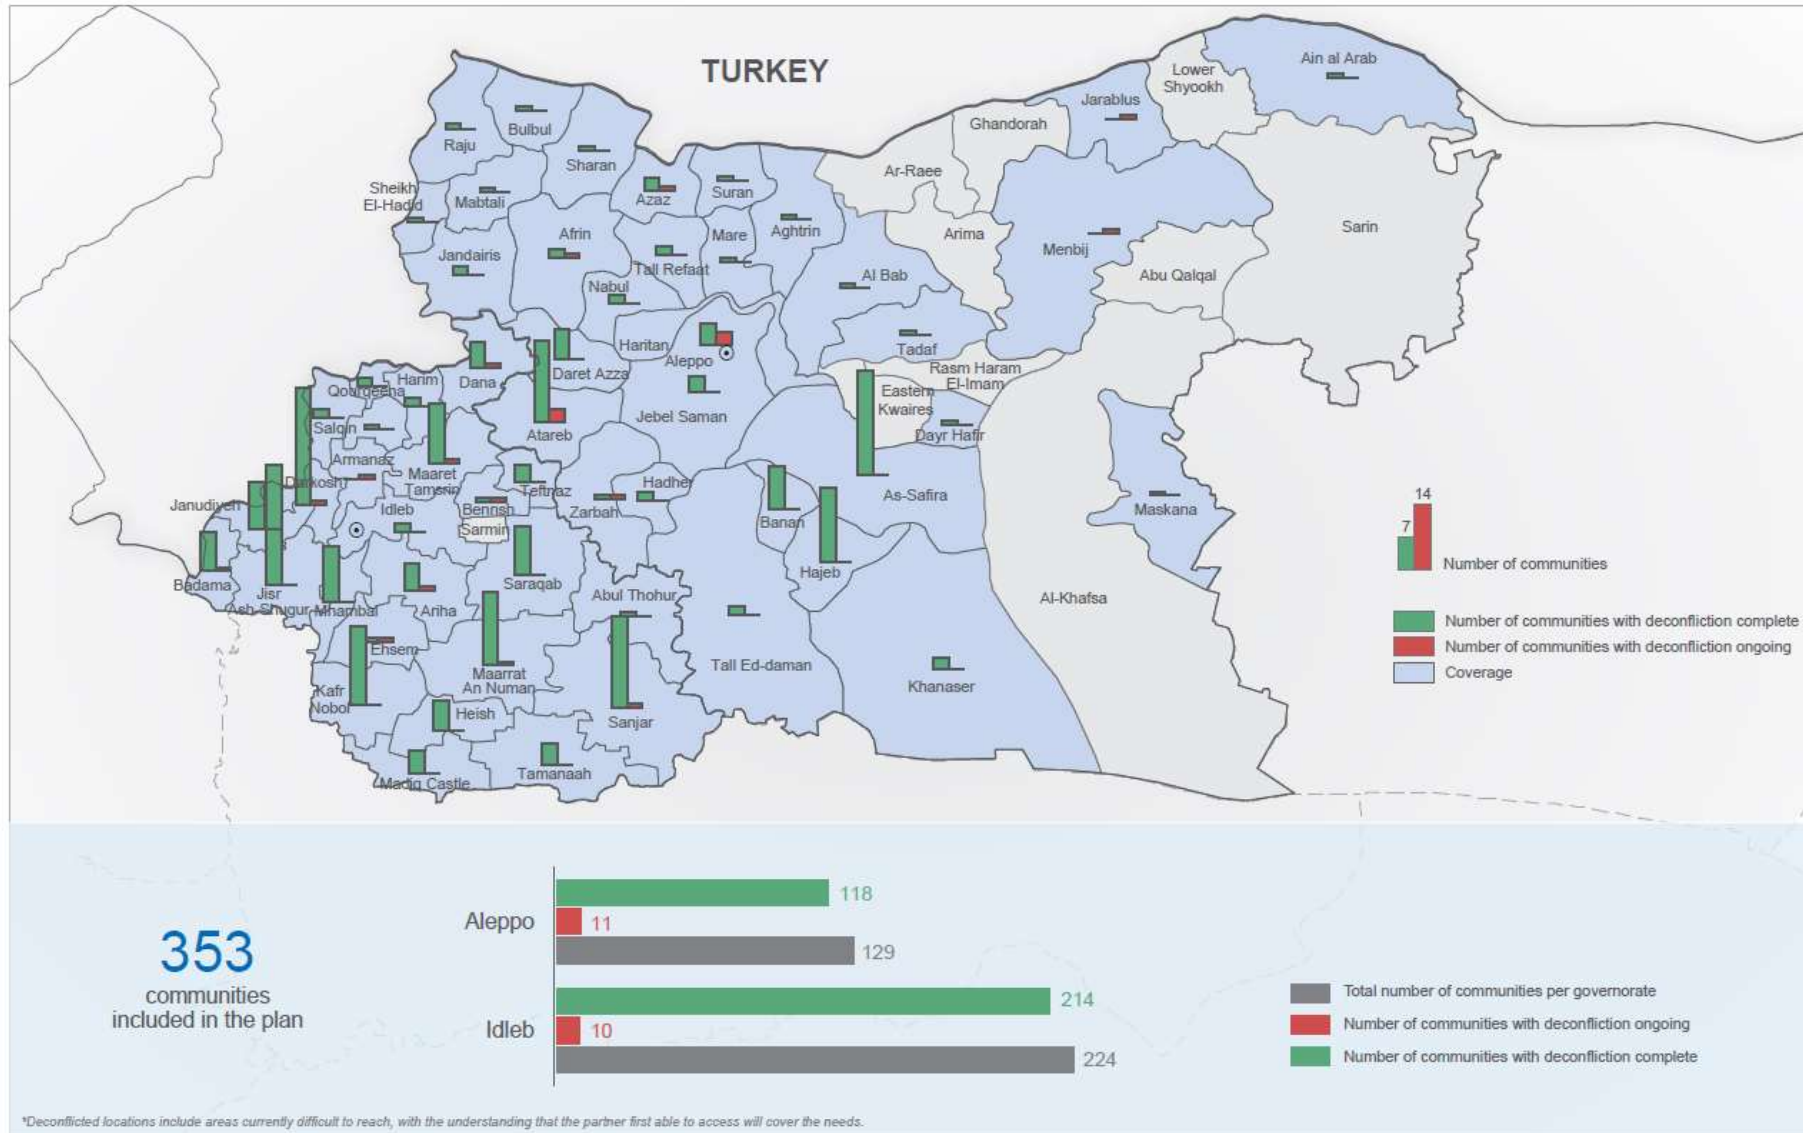 TURKEY
Ain al Arab
Lower
Shyookh
Jarablus
Ghandorah
Bulbul
Raju
Sharan
Ar-Raee
Sheikh
El-Hadid
Mabtali
Azaz
Suran
Afrin
Mare
Aghtrin
Arima
Sarin
Menbij
Jandairis
Tall Refaat
Al Bab
Abu Qalqal
Nabul
Haritan
Aleppo
Tadaf
Rasm Haram
El-Imam
Harim
Dana
Daret Azza
Qourqeena
Eastern
Kwaires
Jebel Saman
Salqin
Atareb
Dayr Hafir
Armanaz
Maaret
Tamsrin
Darkosh
Teftnaz
Hadher
As-Safira
Janudiyeh
Idleb
Bennsh
Zarbah
Banan
Maskana
Sarmin
Hajeb
Badama
Saraqab
Jisr
Ash-Shugur
Mhambal
Ariha
Abul Thohur
Al-Khafsa
Ehsem
Maarrat
An Numan
Tall Ed-daman
Khanaser
Kafr
Nobol
Heish
Sanjar
Madiq Castle
Tamanaah
14
7
Number of communities
Number of communities with deconfliction complete
Number of communities with deconfliction ongoing
Coverage
353
communities
included in the plan
Aleppo
118
11
129
Idleb
214
10
224
Total number of communities per governorate
Number of communities with deconfliction ongoing
Number of communities with deconfliction complete
*Deconflicted locations include areas currently difficult to reach, with the understanding that the partner first able to access will cover the needs.